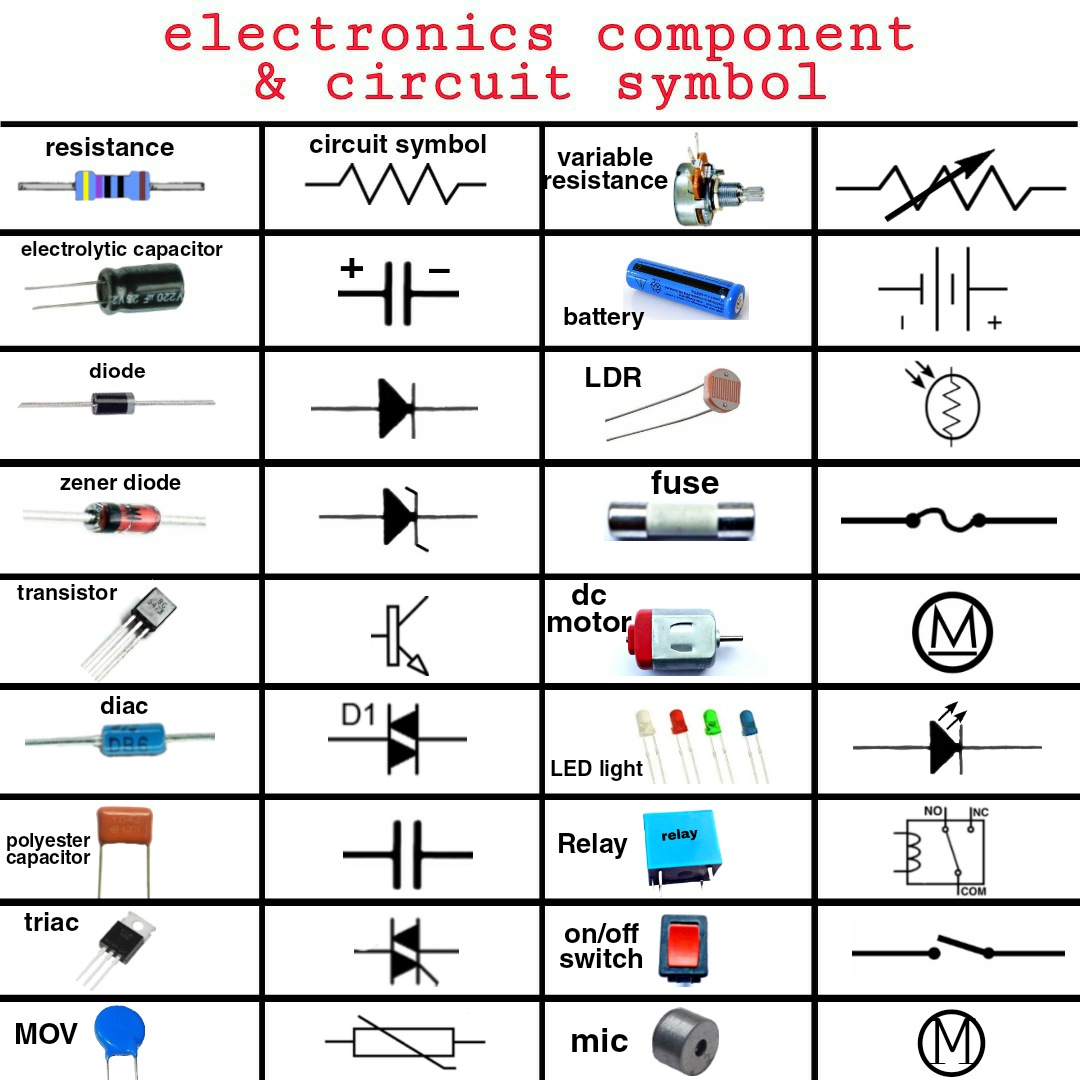 electronics component
& circuit symbol
resistance
circuit symbol
variable
resistance
electrolytic capacitor
+ −
battery
+
diode
LDR
zener diode
fuse
transistor
dc
motor
M
diac
DB6
D1
LED light
polyester
capacitor
Relay
relay
NO
NC
COM
triac
on/off
switch
MOV
mic
M